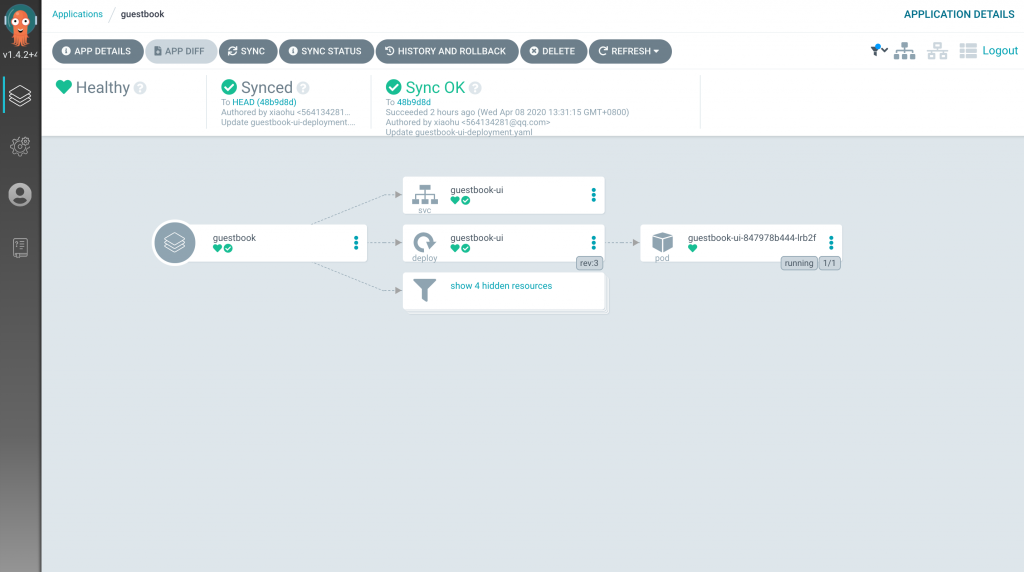 Applications / guestbook
APPLICATION DETAILS
v1.4.2+
APP DETAILS
APP DIFF
SYNC
SYNC STATUS
HISTORY AND ROLLBACK
DELETE
REFRESH
Logout
Healthy
Synced
To HEAD (48b9d8d)
Authored by xiaohu <564134281...
Update guestbook-ui-deployment....
Sync OK
To 48b9d8d
Succeeded 2 hours ago (Wed Apr 08 2020 13:31:15 GMT+0800)
Authored by xiaohu <564134281@qq.com>
Update guestbook-ui-deployment.yaml
guestbook-ui
svc
guestbook
guestbook-ui
deploy
rev:3
guestbook-ui-847978b444-lrb2f
pod
running
1/1
show 4 hidden resources